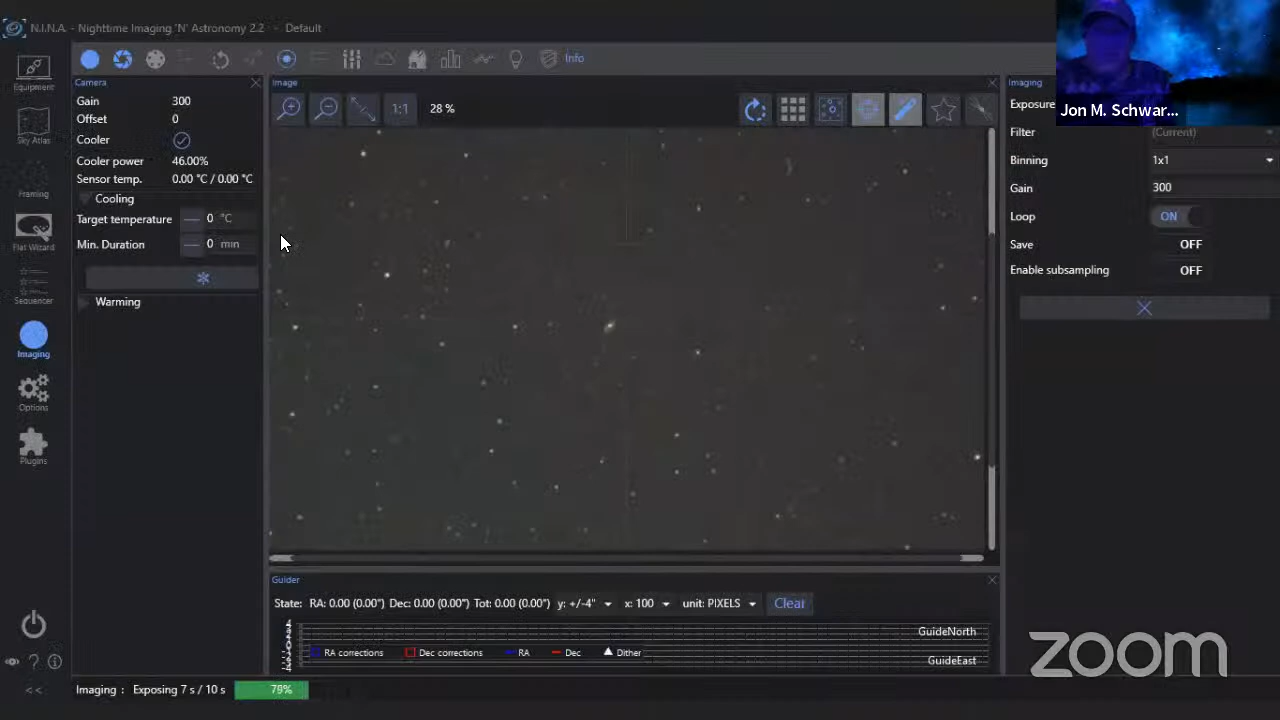 N.I.N.A. - Nighttime Imaging 'N' Astronomy 2.2 - Default
Jon M. Schwar...
Equipment
Sky Atlas
Framing
Flat Wizard
Sequencer
Imaging
Options
Plugins
<<
Info
Camera
Gain 300
Offset 0
Cooler
Cooler power 46.00%
Sensor temp. 0.00 °C / 0.00 °C
Cooling
Target temperature 0 °C
Min. Duration 0 min
Warming
Image
1:1 28 %
Imaging
Exposure
Filter (Current)
Binning 1x1
Gain 300
Loop ON
Save OFF
Enable subsampling OFF
Guider
State: RA: 0.00 (0.00") Dec: 0.00 (0.00") Tot: 0.00 (0.00") y: +/-4" x: 100 unit: PIXELS Clear
GuideNorth
RA corrections Dec corrections RA Dec Dither
GuideEast
zoom
Imaging : Exposing 7 s / 10 s